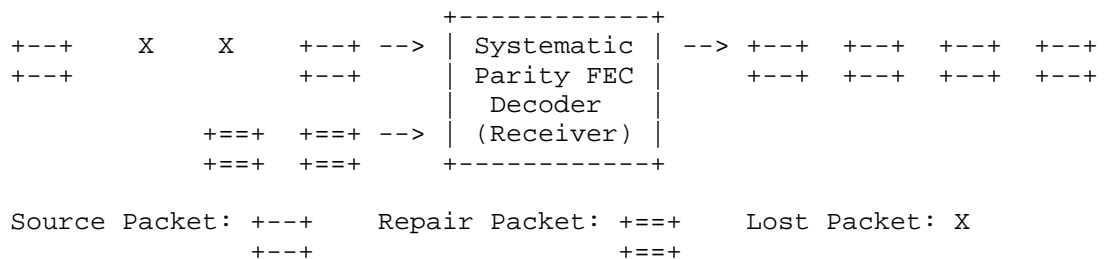 +------------+
+--+    X    X    +--+ -->  | Systematic | --> +--+  +--+  +--+  +--+
+--+              +--+      | Parity FEC |     +--+  +--+  +--+  +--+
                            |  Decoder   |
            +==+  +==+ -->  | (Receiver) |
            +==+  +==+      +------------+
Source Packet: +--+    Repair Packet: +==+    Lost Packet: X
               +--+                   +==+